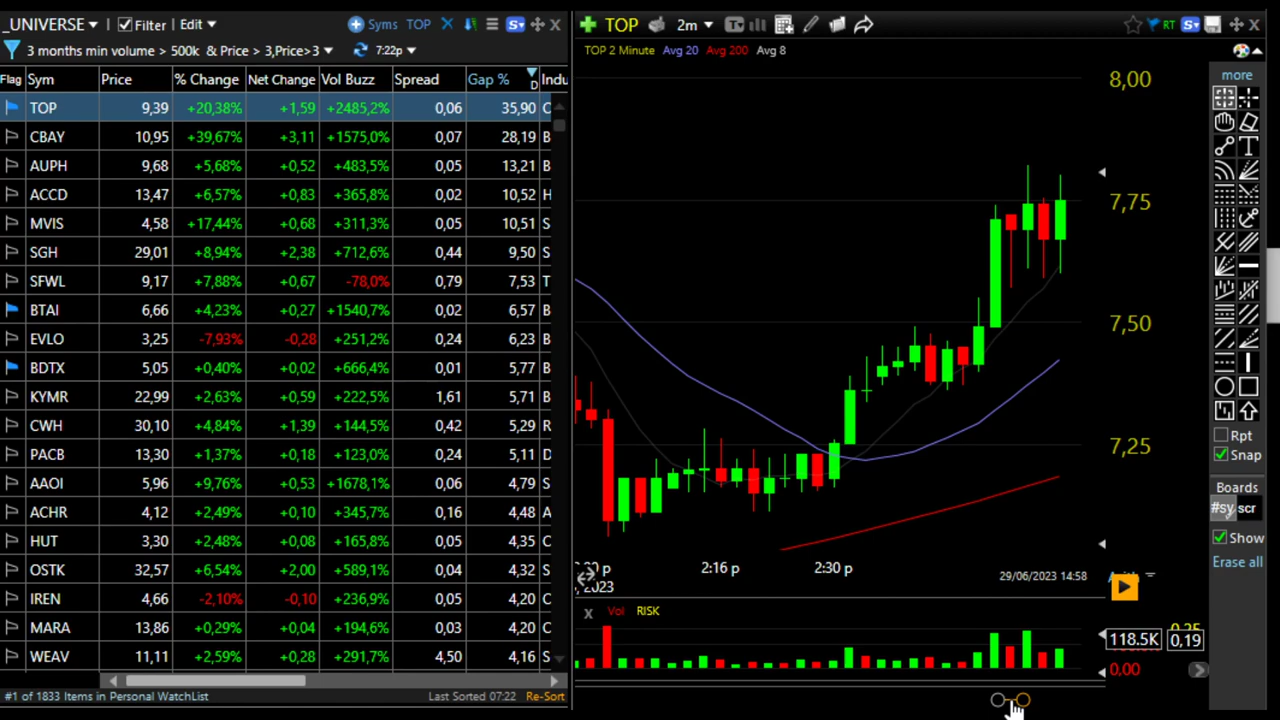 _UNIVERSE Filter Edit Syms TOP
3 months min volume > 500k & Price > 3,Price>3 7:22p
Flag Sym Price % Change Net Change Vol Buzz Spread Gap % D Indu
TOP 9,39 +20,38% +1,59 +2485,2% 0,06 35,90 C
CBAY 10,95 +39,67% +3,11 +1575,0% 0,07 28,19 B
AUPH 9,68 +5,68% +0,52 +483,5% 0,05 13,21 B
ACCD 13,47 +6,57% +0,83 +365,8% 0,02 10,52 H
MVIS 4,58 +17,44% +0,68 +311,3% 0,05 10,51 S
SGH 29,01 +8,94% +2,38 +712,6% 0,44 9,50 S
SFWL 9,17 +7,88% +0,67 -78,0% 0,79 7,53 T
BTAI 6,66 +4,23% +0,27 +1540,7% 0,02 6,57 B
EVLO 3,25 -7,93% -0,28 +251,2% 0,24 6,23 B
BDTX 5,05 +0,40% +0,02 +666,4% 0,01 5,77 B
KYMR 22,99 +2,63% +0,59 +222,5% 1,61 5,71 B
CWH 30,10 +4,84% +1,39 +144,5% 0,42 5,29 R
PACB 13,30 +1,37% +0,18 +123,0% 0,24 5,11 D
AAOI 5,96 +9,76% +0,53 +1678,1% 0,06 4,79 S
ACHR 4,12 +2,49% +0,10 +345,7% 0,16 4,48 A
HUT 3,30 +2,48% +0,08 +165,8% 0,05 4,35 C
OSTK 32,57 +6,54% +2,00 +589,1% 0,04 4,32 S
IREN 4,66 -2,10% -0,10 +236,9% 0,05 4,20 C
MARA 13,86 +0,29% +0,04 +194,6% 0,03 4,20 C
WEAV 11,11 +2,59% +0,28 +291,7% 4,50 4,16 S
#1 of 1833 Items in Personal WatchList Last Sorted 07:22 Re-Sort
TOP 2m RT
TOP 2 Minute Avg 20 Avg 200 Avg 8
8,00
7,75
7,50
7,25
2:16 p 2:30 p 29/06/2023 14:58
, 2023
x Vol RISK
118.5K 0,19
0,00
more
T
Rpt
Snap
Boards
#sy scr
Show
Erase all